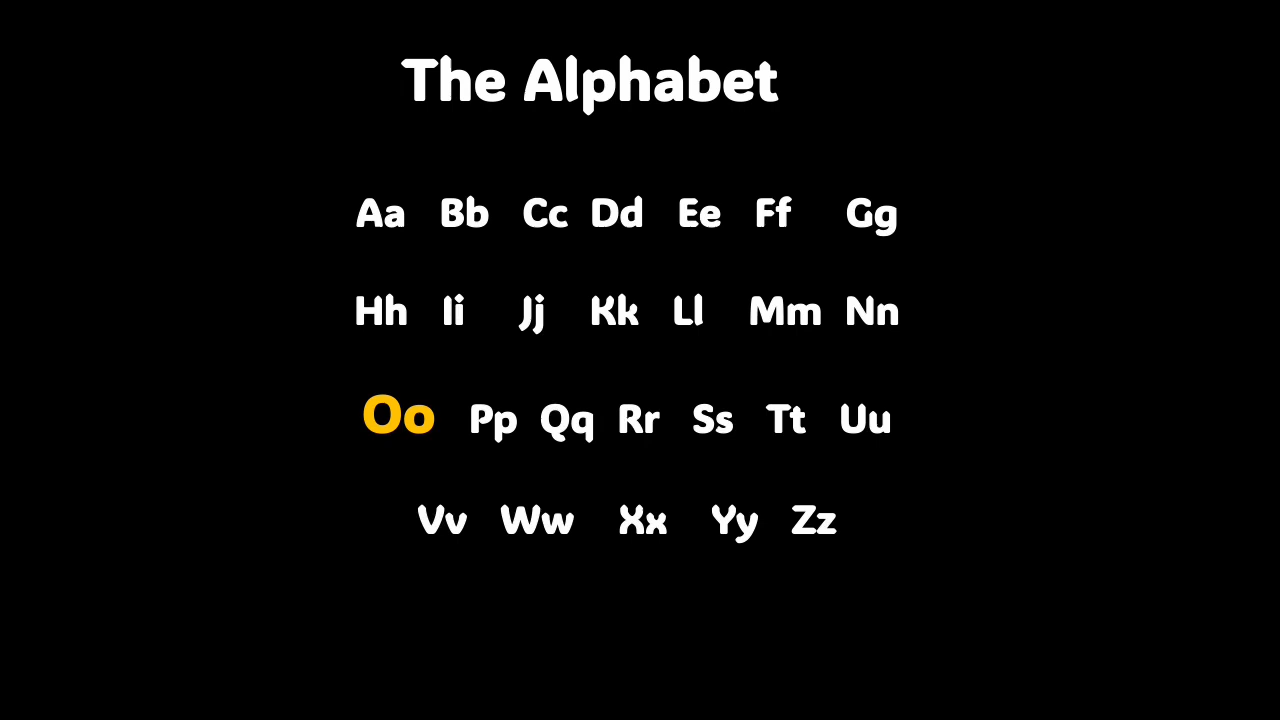 The Alphabet
Aa Bb Cc Dd Ee Ff Gg
Hh Ii Jj Kk Ll Mm Nn
Oo Pp Qq Rr Ss Tt Uu
Vv Ww Xx Yy Zz